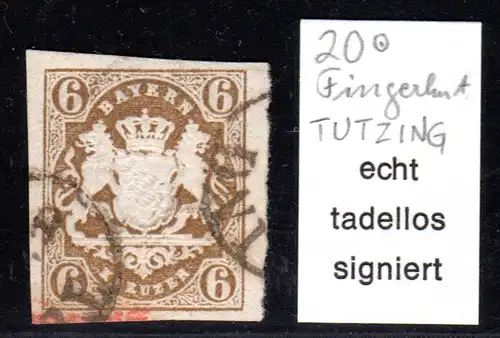 6 BAYERN 6
6 KREUZER 6
20⊙
Fingerhut
TUTZING
echt
tadellos
signiert